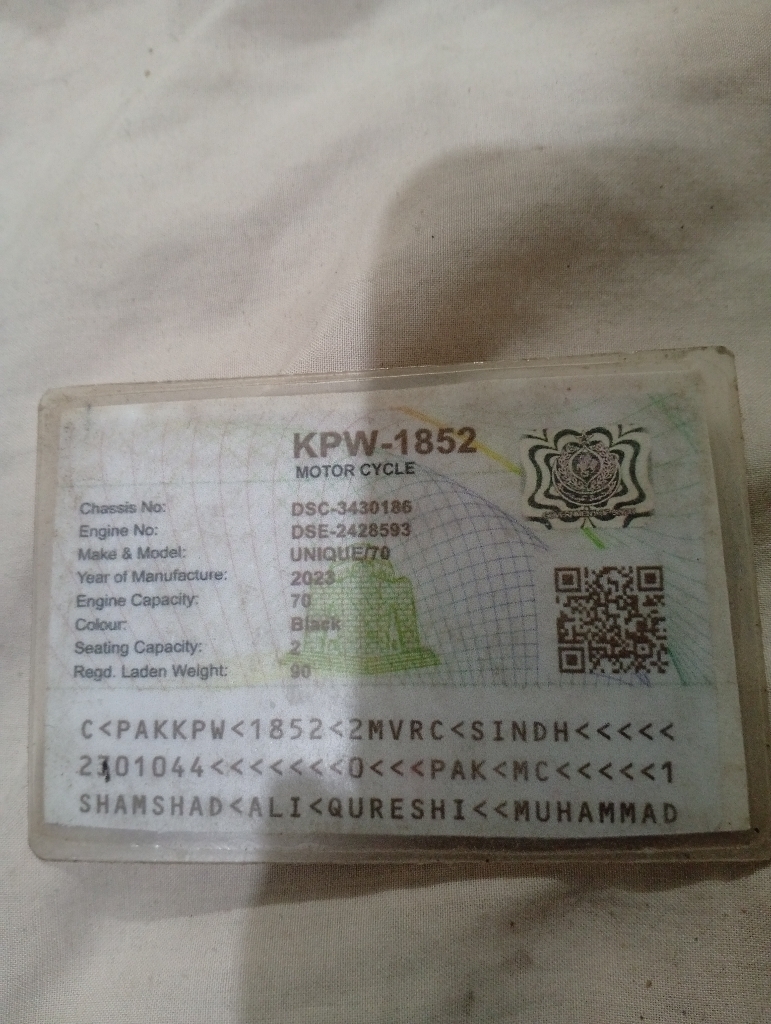 KPW-1852
MOTOR CYCLE
Chassis No: DSC-3430186
Engine No: DSE-2428593
Make & Model: UNIQUE/70
Year of Manufacture: 2023
Engine Capacity: 70
Colour: Black
Seating Capacity: 2
Regd. Laden Weight: 90
C<PAKKPW<1852<2MVRC<SINDH<<<<<
2301044<<<<<<<0<<<PAK<MC<<<<<1
SHAMSHAD<ALI<QURESHI<<MUHAMMAD